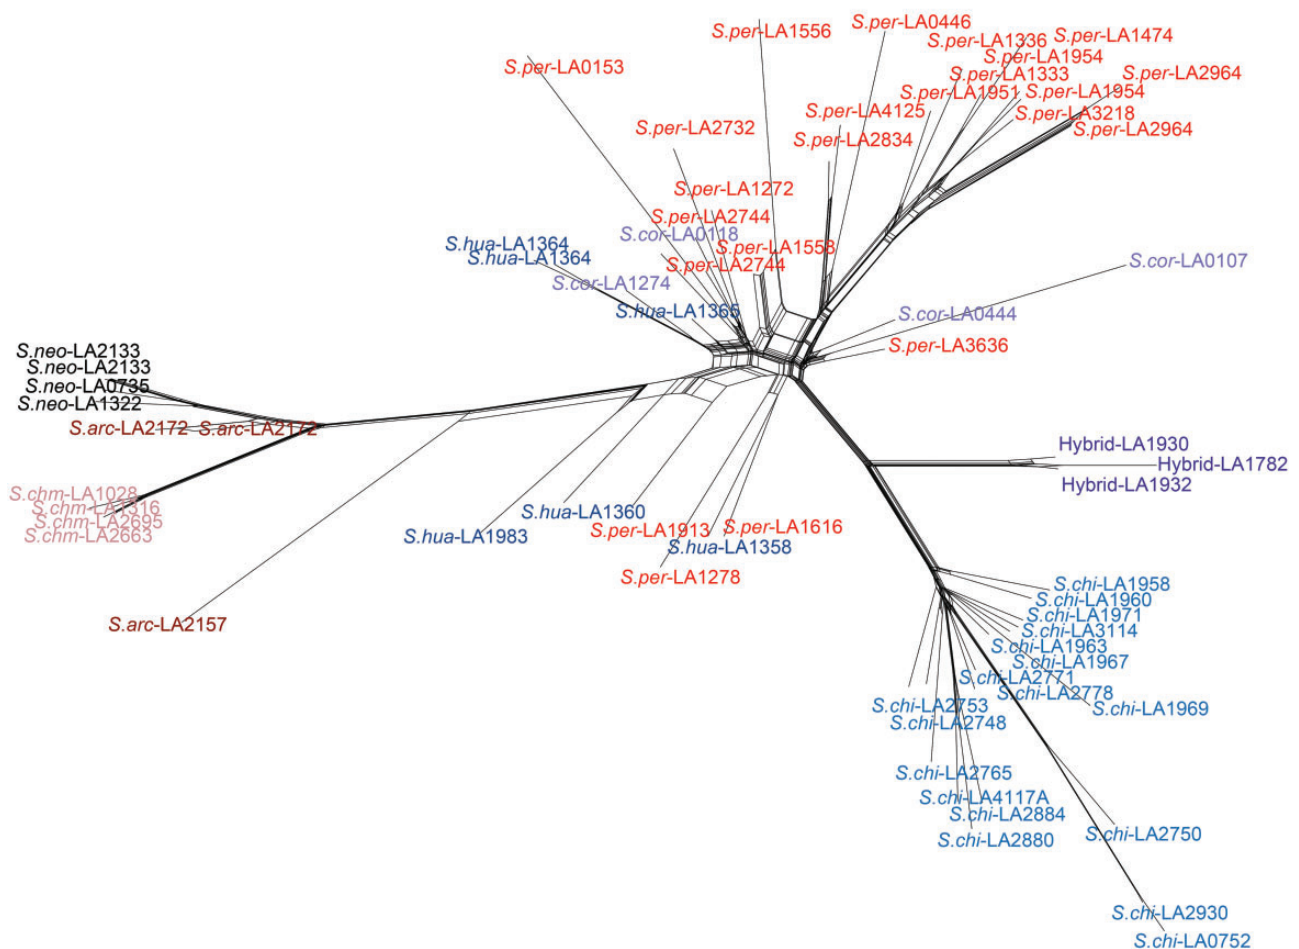 S.per-LA1556
S.per-LA0446
S.per-LA1336
S.per-LA1474
S.per-LA1954
S.per-LA0153
S.per-LA1333
S.per-LA2964
S.per-LA1951
S.per-LA1954
S.per-LA4125
S.per-LA3218
S.per-LA2732
S.per-LA2964
S.per-LA2834
S.per-LA1272
S.per-LA2744
S.cor-LA0118
S.hua-LA1364
S.per-LA1558
S.hua-LA1364
S.per-LA2744
S.cor-LA0107
S.cor-LA1274
S.hua-LA1365
S.cor-LA0444
S.per-LA3636
S.neo-LA2133
S.neo-LA2133
S.neo-LA0735
S.neo-LA1322
S.arc-LA2172
S.arc-LA2172
Hybrid-LA1930
Hybrid-LA1782
Hybrid-LA1932
S.chm-LA1028
S.chm-LA1316
S.chm-LA2695
S.chm-LA2663
S.hua-LA1360
S.per-LA1913
S.per-LA1616
S.hua-LA1983
S.hua-LA1358
S.per-LA1278
S.arc-LA2157
S.chi-LA1958
S.chi-LA1960
S.chi-LA1971
S.chi-LA3114
S.chi-LA1963
S.chi-LA1967
S.chi-LA2771
S.chi-LA2778
S.chi-LA2753
S.chi-LA1969
S.chi-LA2748
S.chi-LA2765
S.chi-LA4117A
S.chi-LA2884
S.chi-LA2880
S.chi-LA2750
S.chi-LA2930
S.chi-LA0752